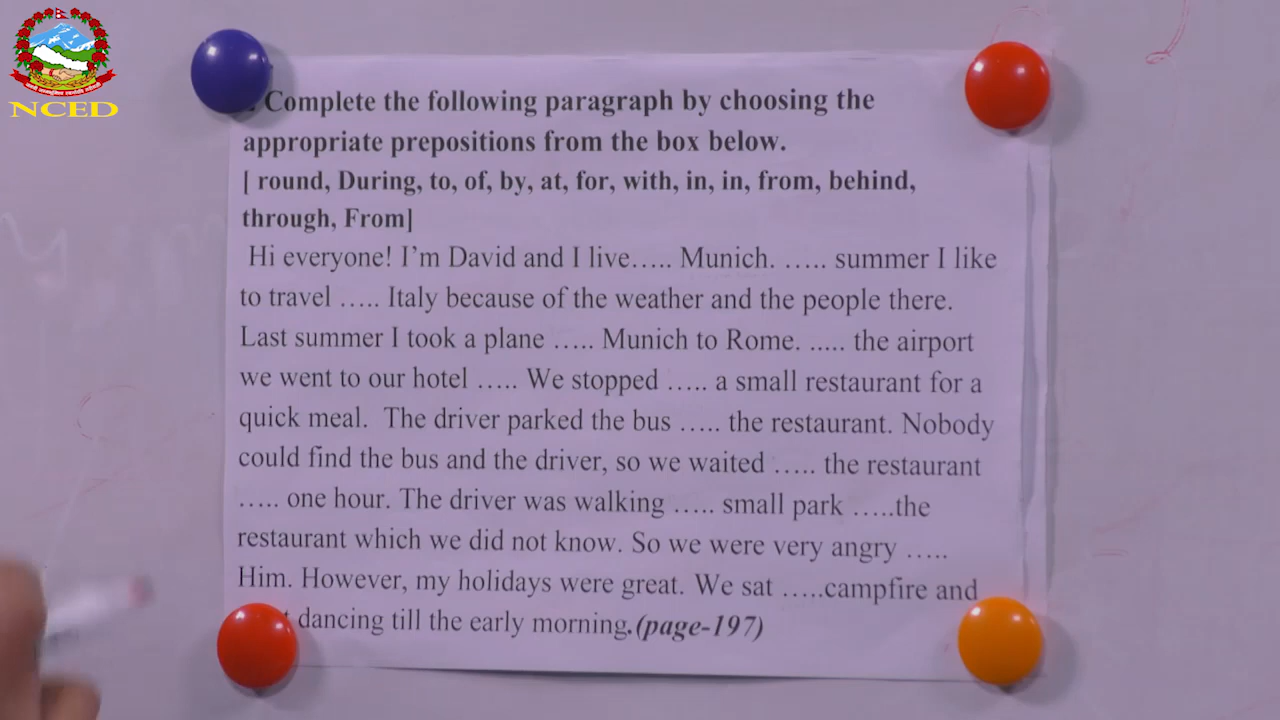 NCED
Complete the following paragraph by choosing the
appropriate prepositions from the box below.
[ round, During, to, of, by, at, for, with, in, in, from, behind,
through, From]
Hi everyone! I'm David and I live….. Munich. ….. summer I like
to travel ….. Italy because of the weather and the people there.
Last summer I took a plane ….. Munich to Rome. ..... the airport
we went to our hotel ….. We stopped ….. a small restaurant for a
quick meal. The driver parked the bus ….. the restaurant. Nobody
could find the bus and the driver, so we waited ….. the restaurant
….. one hour. The driver was walking ….. small park …..the
restaurant which we did not know. So we were very angry …..
Him. However, my holidays were great. We sat …..campfire and
dancing till the early morning.(page-197)